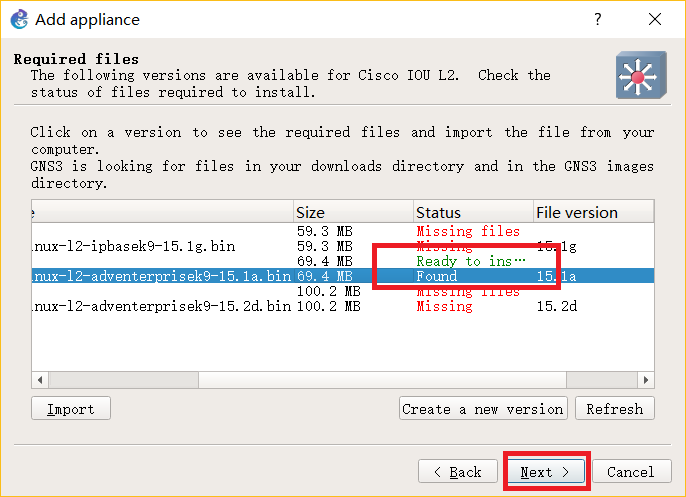 Add appliance
?
Required files
The following versions are available for Cisco IOU L2. Check the
status of files required to install.
Click on a version to see the required files and import the file from your
computer.
GNS3 is looking for files in your downloads directory and in the GNS3 images
directory.
Size Status File version
59.3 MB Missing files
nux-l2-ipbasek9-15.1g.bin 59.3 MB Missing 15.1g
69.4 MB Ready to ins…
nux-l2-adventerprisek9-15.1a.bin 69.4 MB Found 15.1a
100.2 MB Missing files
nux-l2-adventerprisek9-15.2d.bin 100.2 MB Missing 15.2d
Import
Create a new version
Refresh
< Back
Next >
Cancel